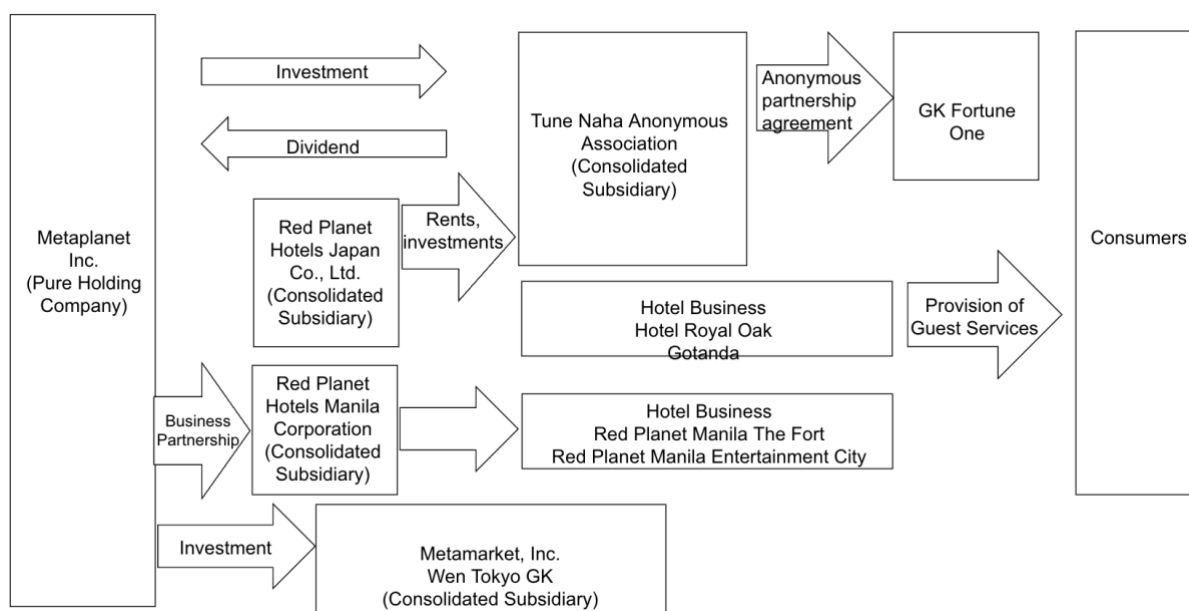 Metaplanet
Inc.
(Pure Holding
Company)
Investment
Dividend
Red Planet
Hotels Japan
Co., Ltd.
(Consolidated
Subsidiary)
Rents,
investments
Tune Naha Anonymous
Association
(Consolidated
Subsidiary)
Anonymous
partnership
agreement
GK Fortune
One
Hotel Business
Hotel Royal Oak
Gotanda
Provision of
Guest Services
Consumers
Business
Partnership
Red Planet
Hotels Manila
Corporation
(Consolidated
Subsidiary)
Hotel Business
Red Planet Manila The Fort
Red Planet Manila Entertainment City
Investment
Metamarket, Inc.
Wen Tokyo GK
(Consolidated Subsidiary)